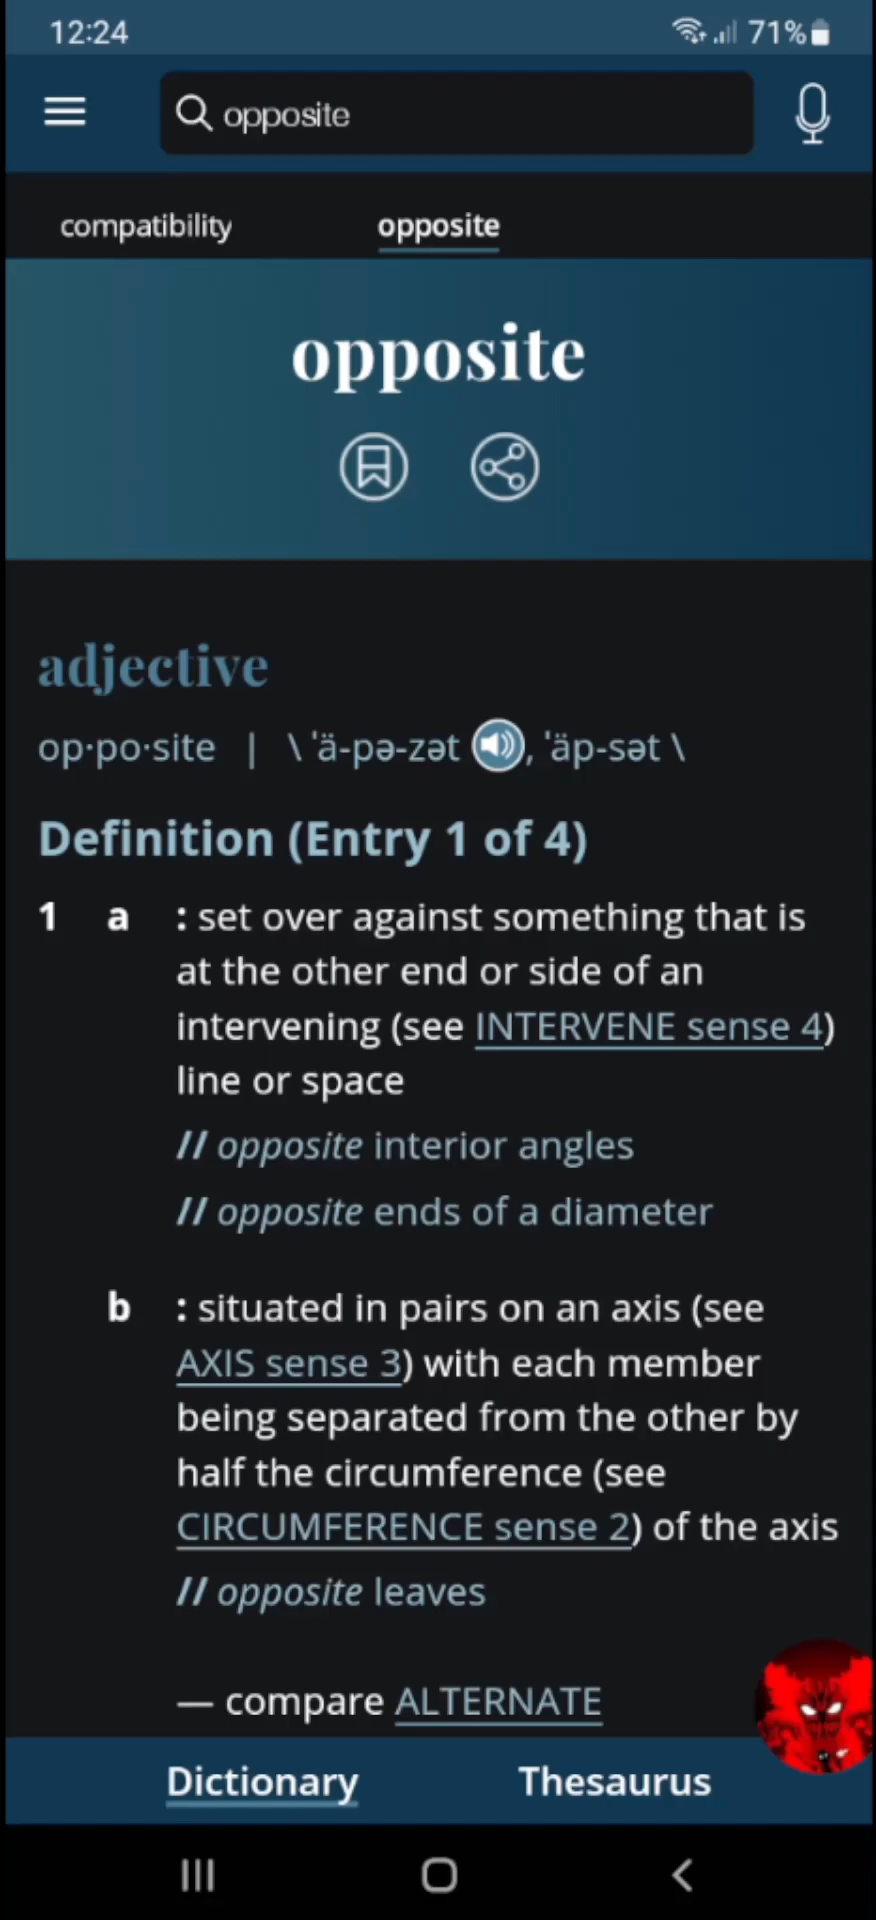 12:24 71%
opposite
compatibility opposite
opposite
adjective
op·po·site | \ ˈä-pə-zət , ˈäp-sət \
Definition (Entry 1 of 4)
1 a : set over against something that is
at the other end or side of an
intervening (see INTERVENE sense 4)
line or space
// opposite interior angles
// opposite ends of a diameter
b : situated in pairs on an axis (see
AXIS sense 3) with each member
being separated from the other by
half the circumference (see
CIRCUMFERENCE sense 2) of the axis
// opposite leaves
— compare ALTERNATE
Dictionary Thesaurus